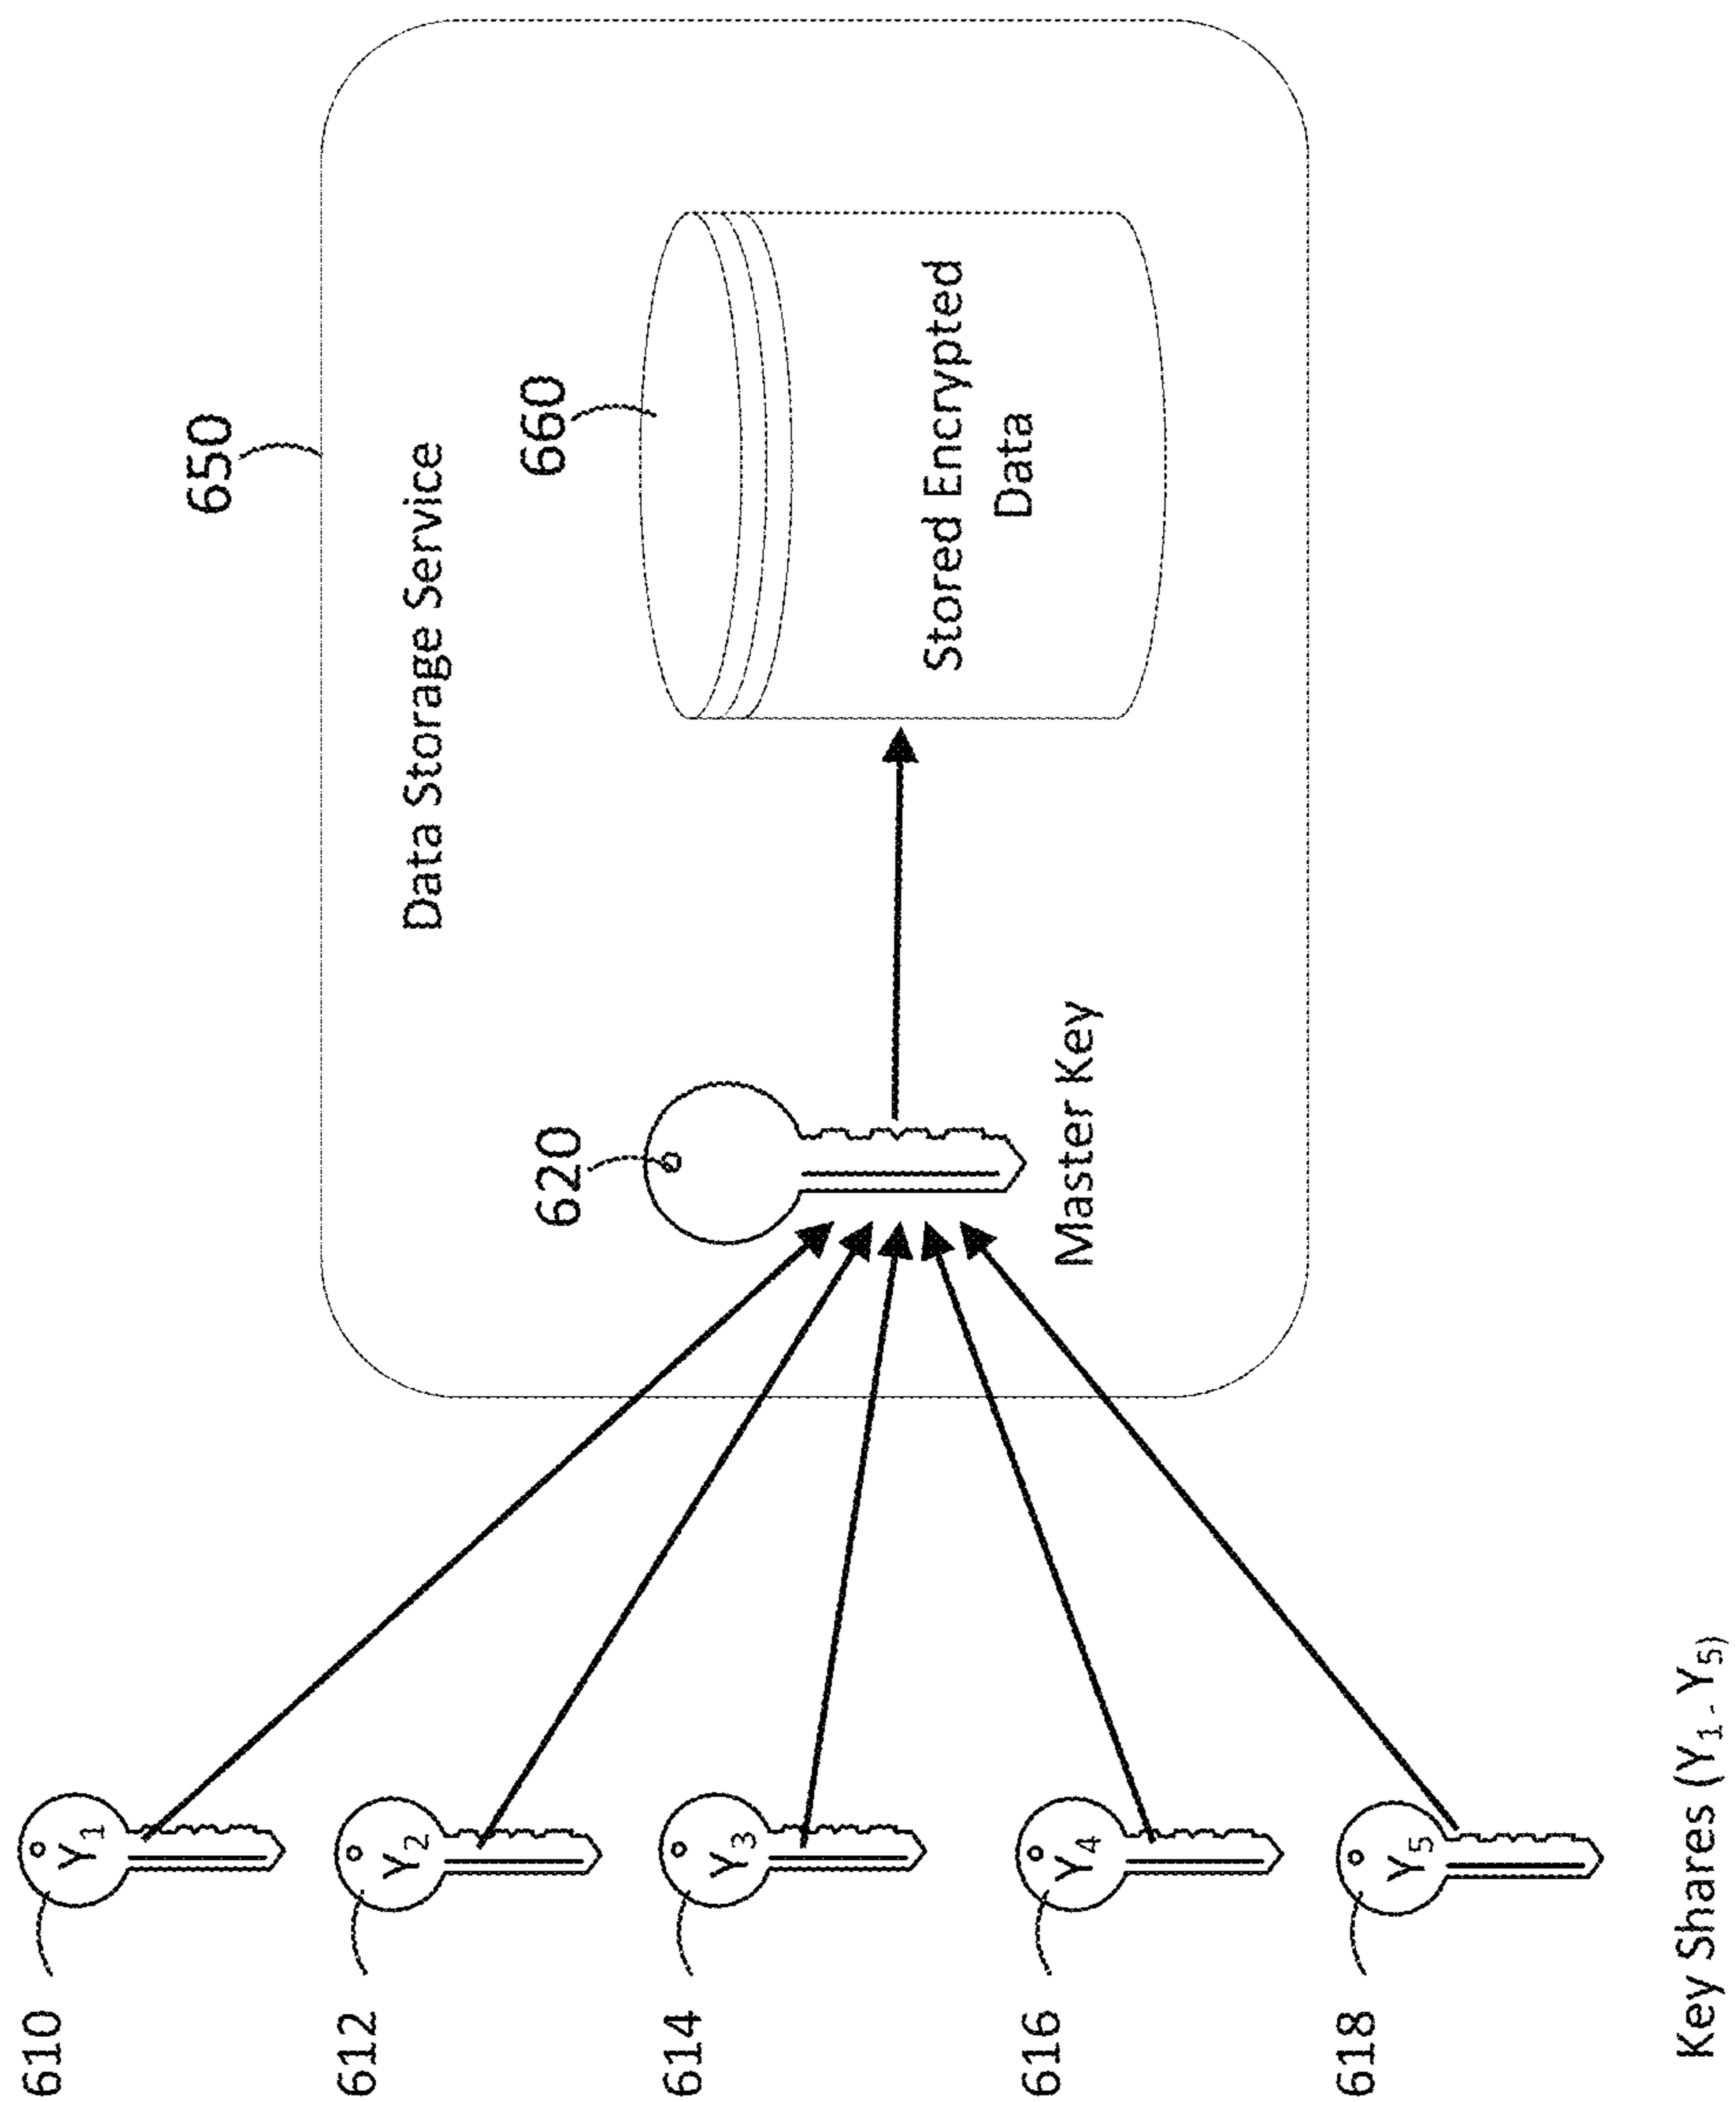 650
Data Storage Service
660
Stored Encrypted
Data
620
Master Key
610
Y1
612
Y2
614
Y3
616
Y4
618
Y5
Key Shares (Y1 - Y5)